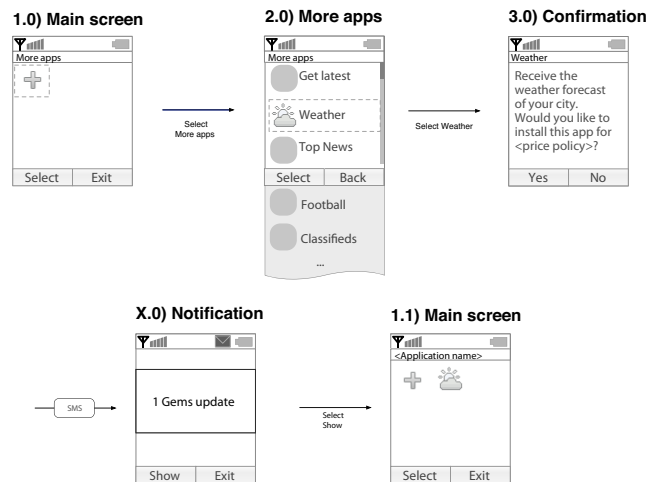 1.0) Main screen
More apps
Select Exit
Select
More apps
2.0) More apps
More apps
Get latest
Weather
Top News
Select Back
Football
Classifieds
...
Select Weather
3.0) Confirmation
Weather
Receive the
weather forecast
of your city.
Would you like to
install this app for
<price policy>?
Yes No
SMS
X.0) Notification
1 Gems update
Show Exit
Select
Show
1.1) Main screen
<Application name>
Select Exit